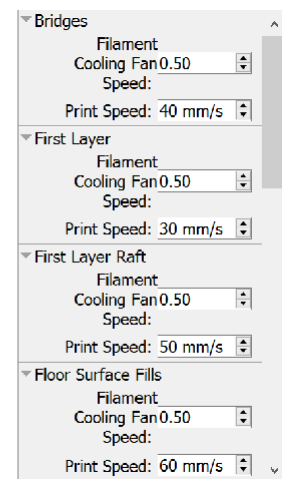 Bridges
Filament
Cooling Fan 0.50
Speed:
Print Speed: 40 mm/s
First Layer
Filament
Cooling Fan 0.50
Speed:
Print Speed: 30 mm/s
First Layer Raft
Filament
Cooling Fan 0.50
Speed:
Print Speed: 50 mm/s
Floor Surface Fills
Filament
Cooling Fan 0.50
Speed:
Print Speed: 60 mm/s